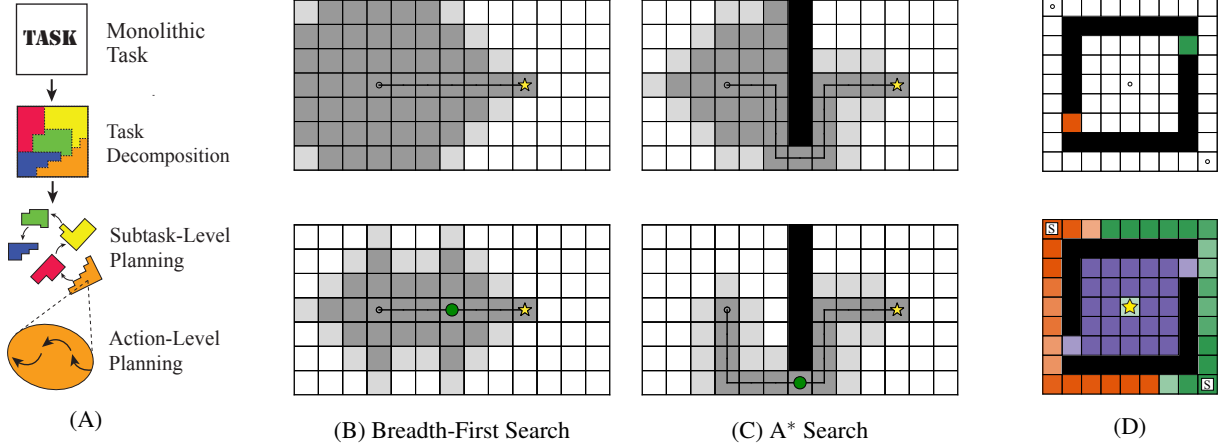 TASK
Monolithic
Task
Task
Decomposition
Subtask-Level
Planning
Action-Level
Planning
S
S
(A)
(B) Breadth-First Search
(C) A* Search
(D)